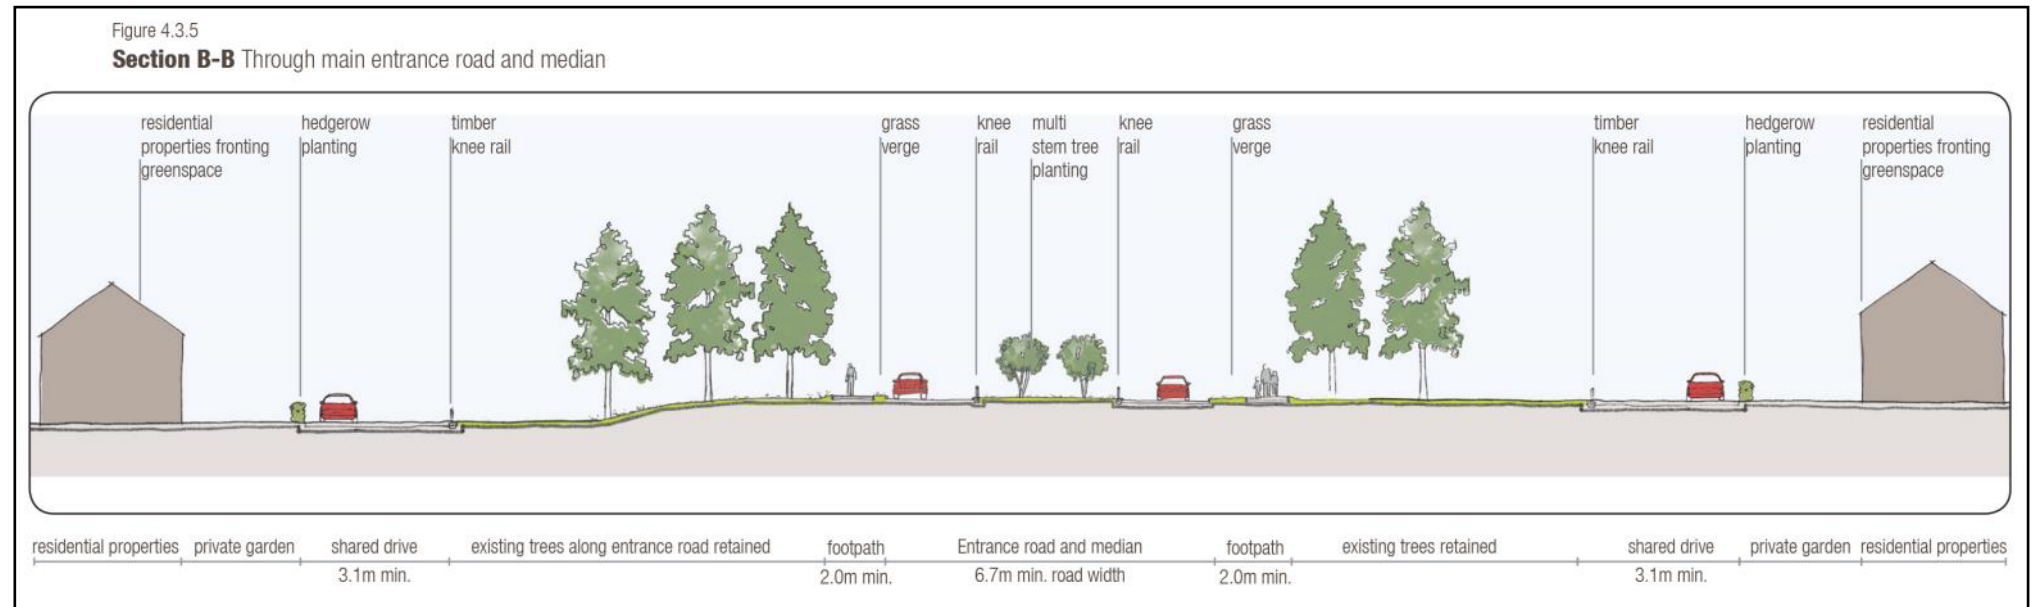 Figure 4.3.5
Section B-B Through main entrance road and median
residential
properties fronting
greenspace
hedgerow
planting
timber
knee rail
grass
verge
knee
rail
multi
stem tree
planting
knee
rail
grass
verge
timber
knee rail
hedgerow
planting
residential
properties fronting
greenspace
residential properties
private garden
shared drive
3.1m min.
existing trees along entrance road retained
footpath
2.0m min.
Entrance road and median
6.7m min. road width
footpath
2.0m min.
existing trees retained
shared drive
3.1m min.
private garden
residential properties